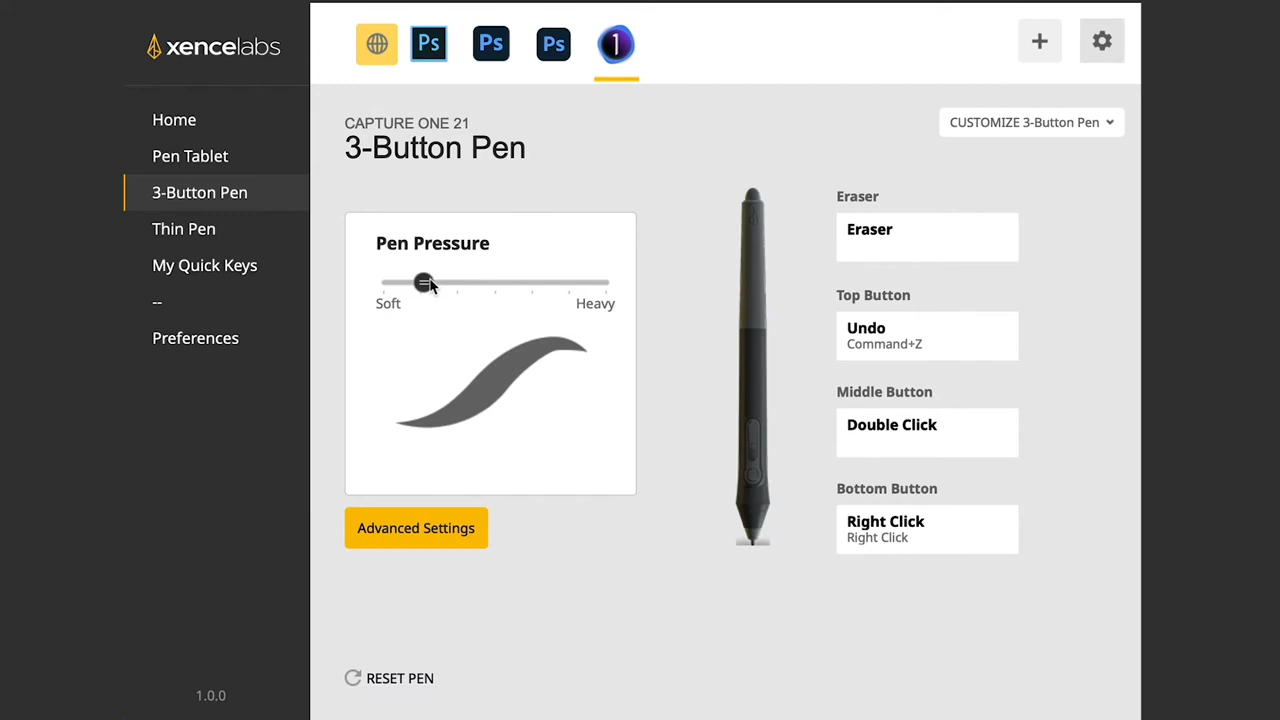 xencelabs
Home
Pen Tablet
3-Button Pen
Thin Pen
My Quick Keys
--
Preferences
1.0.0
Ps
Ps
Ps
1
+
CAPTURE ONE 21
3-Button Pen
CUSTOMIZE 3-Button Pen
Pen Pressure
Soft
Heavy
Advanced Settings
Eraser
Eraser
Top Button
Undo
Command+Z
Middle Button
Double Click
Bottom Button
Right Click
Right Click
RESET PEN